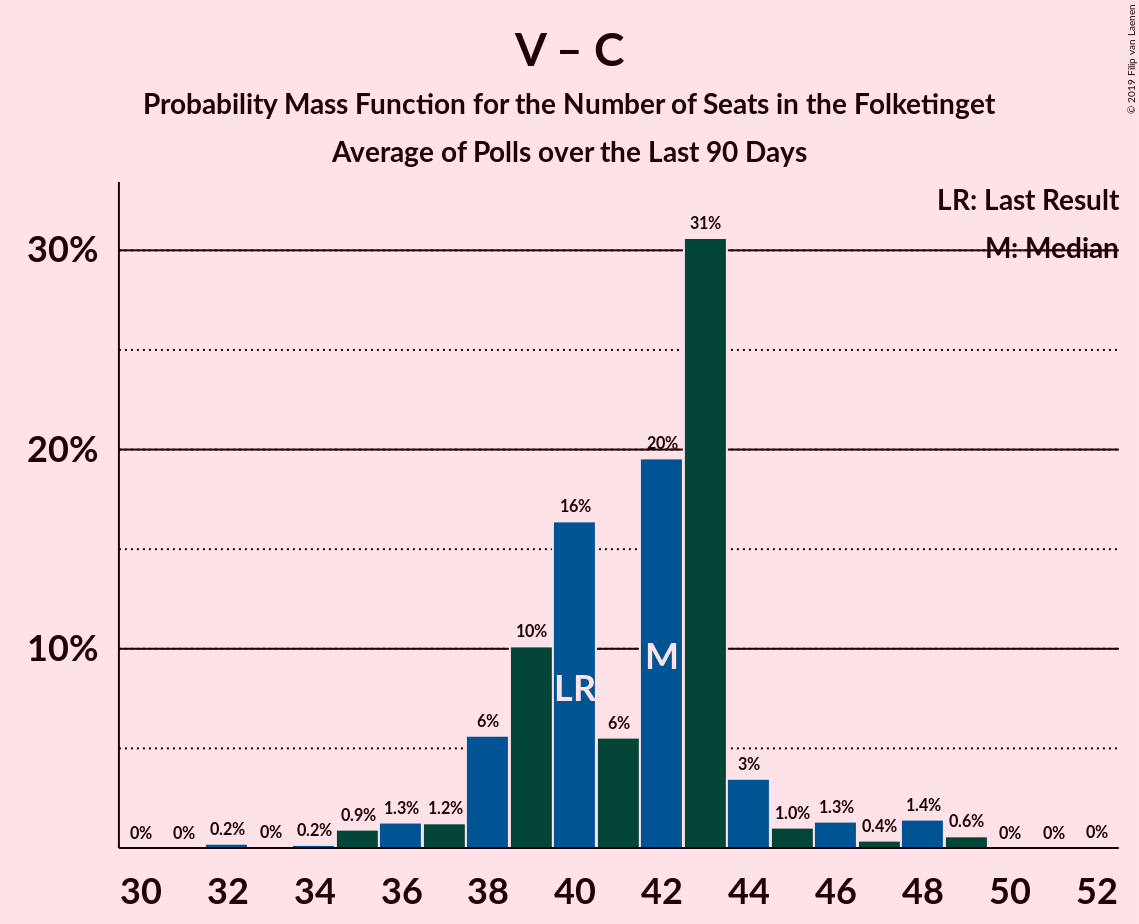 V – C
Probability Mass Function for the Number of Seats in the Folketinget
Average of Polls over the Last 90 Days
© 2019 Filip van Laenen
LR: Last Result
M: Median
30%
20%
10%
0%
0%
0.2%
0%
0.2%
0.9%
1.3%
1.2%
6%
10%
16%
6%
20%
31%
3%
1.0%
1.3%
0.4%
1.4%
0.6%
0%
0%
0%
LR
M
30 32 34 36 38 40 42 44 46 48 50 52